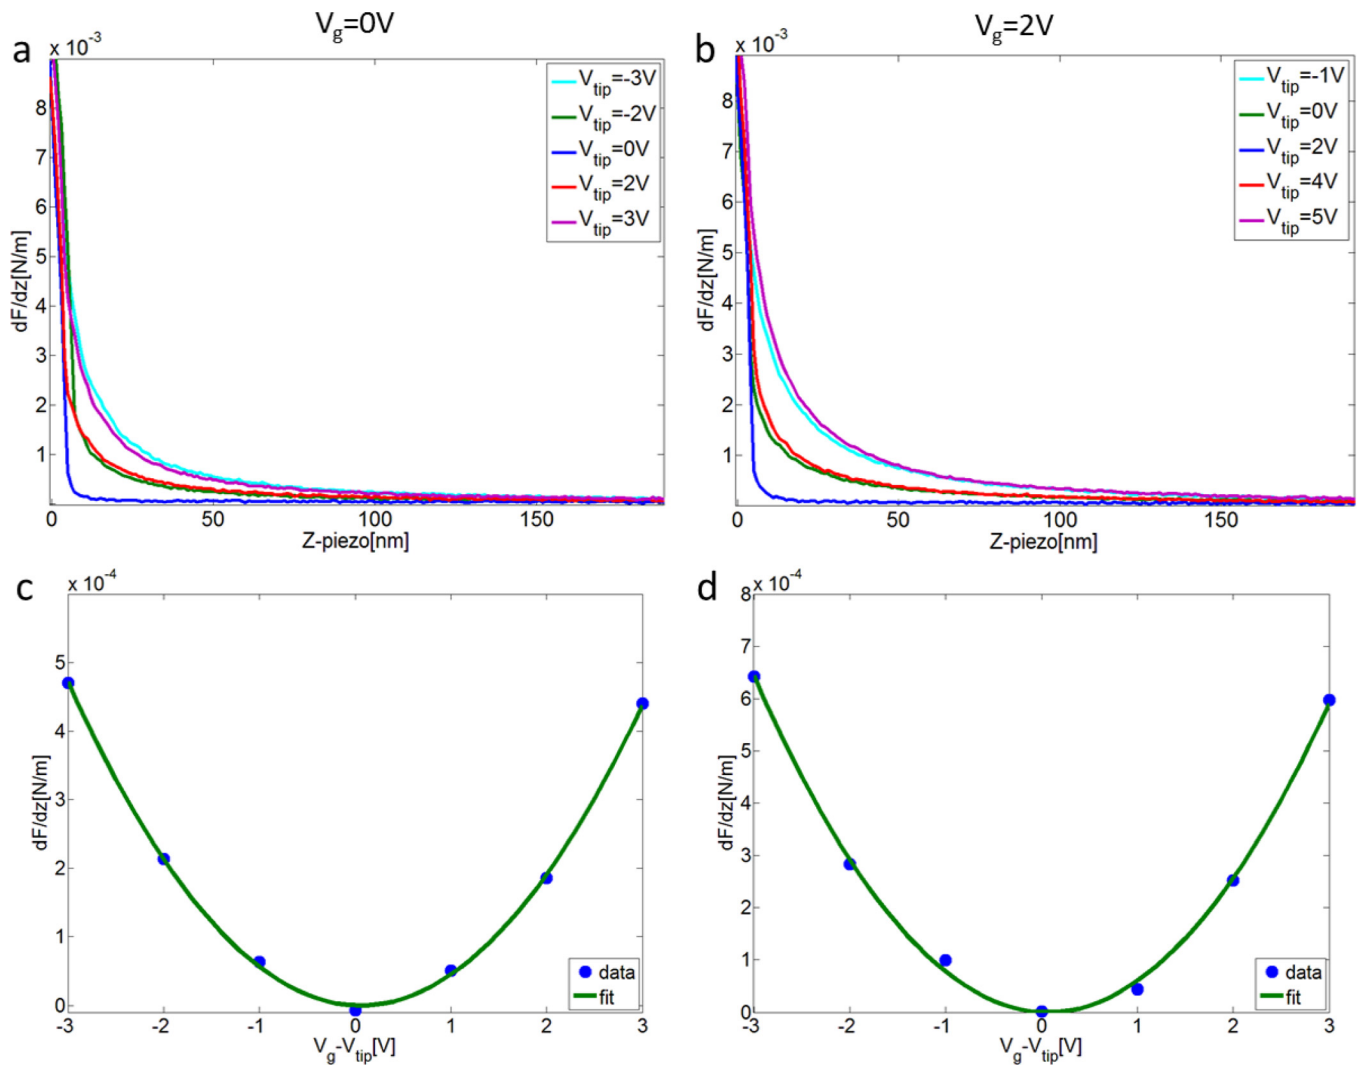 V_g=0V
a
x 10^-3
8
7
6
5
4
3
2
1
0
50
100
150
dF/dz[N/m]
Z-piezo[nm]
V_tip=-3V
V_tip=-2V
V_tip=0V
V_tip=2V
V_tip=3V
V_g=2V
b
x 10^-3
8
7
6
5
4
3
2
1
0
50
100
150
dF/dz[N/m]
Z-piezo[nm]
V_tip=-1V
V_tip=0V
V_tip=2V
V_tip=4V
V_tip=5V
c
x 10^-4
5
4
3
2
1
0
-3
-2
-1
0
1
2
3
dF/dz[N/m]
V_g-V_tip[V]
data
fit
d
x 10^-4
8
7
6
5
4
3
2
1
0
-3
-2
-1
0
1
2
3
dF/dz[N/m]
V_g-V_tip[V]
data
fit